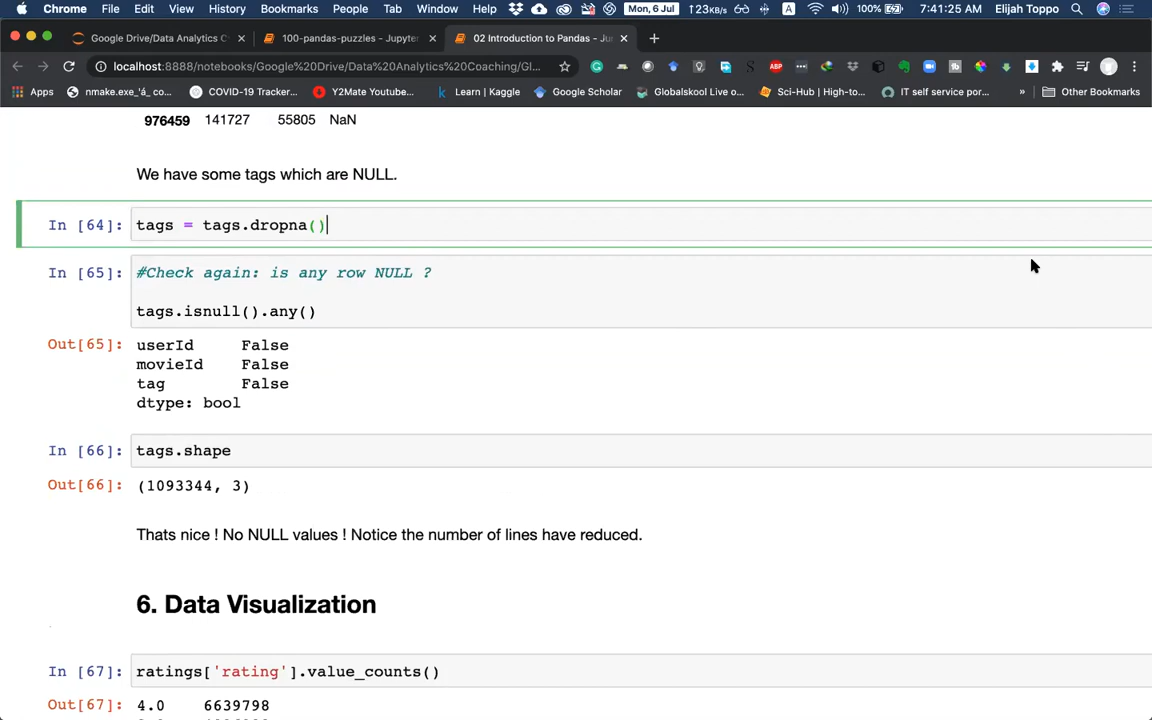 Chrome File Edit View History Bookmarks People Tab Window Help Mon, 6 Jul 123KB/s A 100% 7:41:25 AM Elijah Toppo
Google Drive/Data Analytics C 100-pandas-puzzles - Jupyte 02 Introduction to Pandas - Ju
localhost:8888/notebooks/Google%20Drive/Data%20Analytics%20Coaching/Gl... ABP
Apps nmake.exe_'á_ co... COVID-19 Tracker... Y2Mate Youtube... Learn | Kaggle Google Scholar Globalskool Live o... Sci-Hub | High-to... IT self service por... » Other Bookmarks
976459 141727 55805 NaN
We have some tags which are NULL.
In [64]: tags = tags.dropna()
In [65]: #Check again: is any row NULL ?
tags.isnull().any()
Out[65]: userId False
movieId False
tag False
dtype: bool
In [66]: tags.shape
Out[66]: (1093344, 3)
Thats nice ! No NULL values ! Notice the number of lines have reduced.
6. Data Visualization
In [67]: ratings['rating'].value_counts()
Out[67]: 4.0 6639798